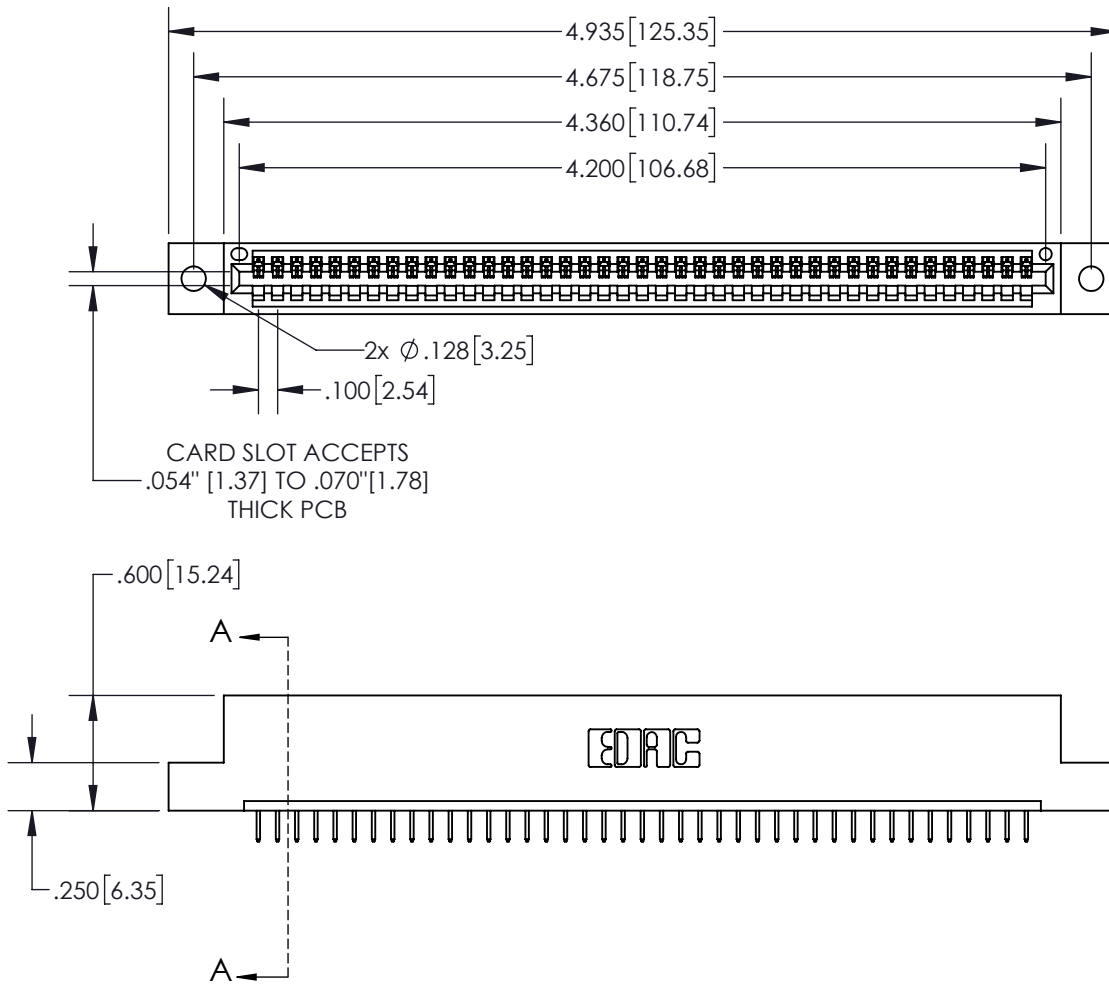 4.935[125.35]
4.675[118.75]
4.360[110.74]
4.200[106.68]
2x Ø.128[3.25]
.100[2.54]
CARD SLOT ACCEPTS
.054" [1.37] TO .070"[1.78]
THICK PCB
.600[15.24]
A
EDAC
.250[6.35]
A